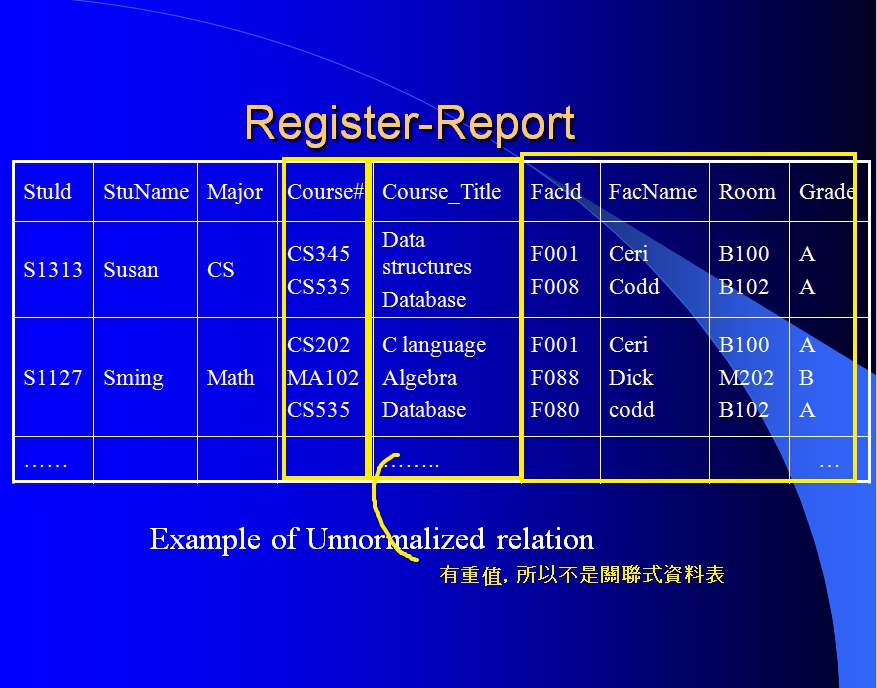 Register-Report
StuId StuName Major Course# Course_Title FacId FacName Room Grade
S1313 Susan CS
CS345 Data structures F001 Ceri B100 A
CS535 Database F008 Codd B102 A
S1127 Sming Math
CS202 C language F001 Ceri B100 A
MA102 Algebra F088 Dick M202 B
CS535 Database F080 codd B102 A
…… …….. …
Example of Unnormalized relation
有重值, 所以不是關聯式資料表